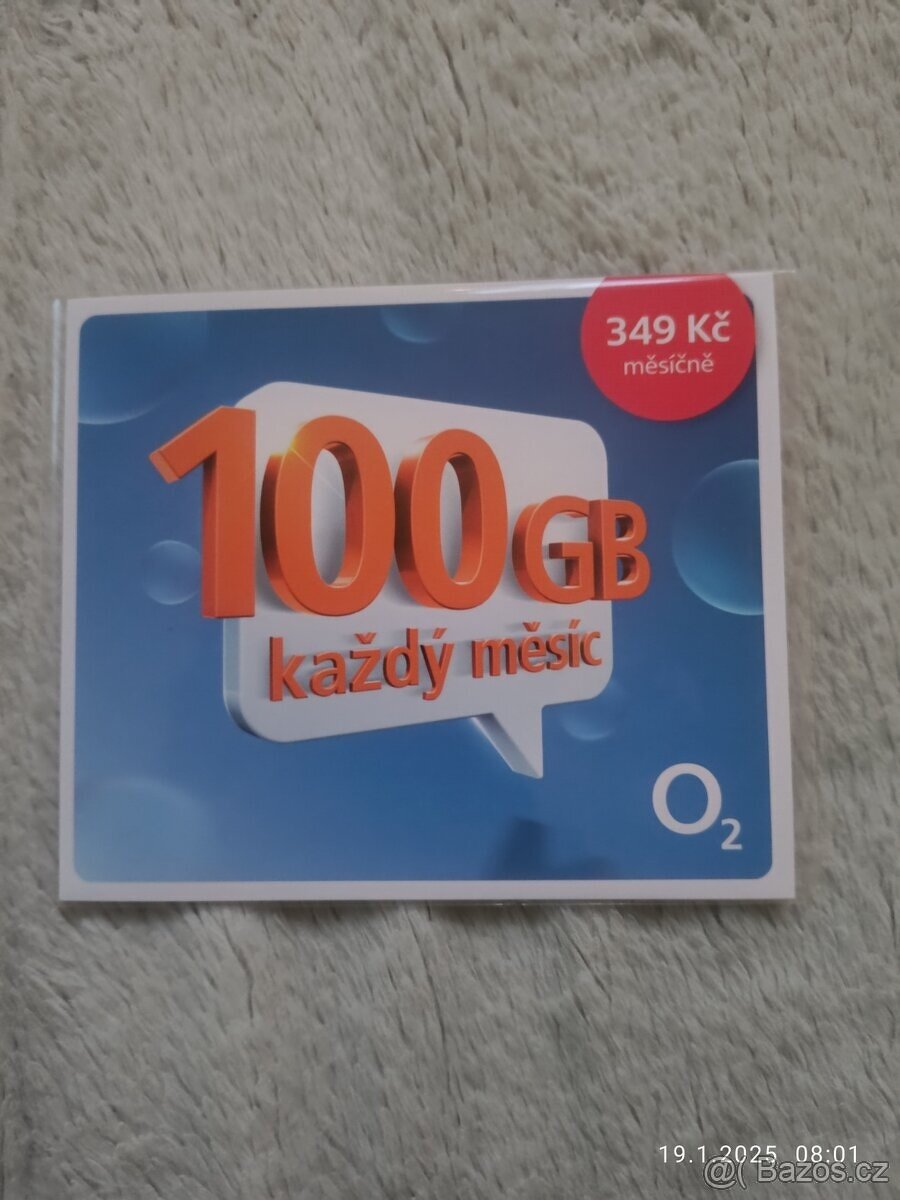 349 Kč
měsíčně
100GB
každý měsíc
O2
19.1.2025 08:01
@( Bazos.cz